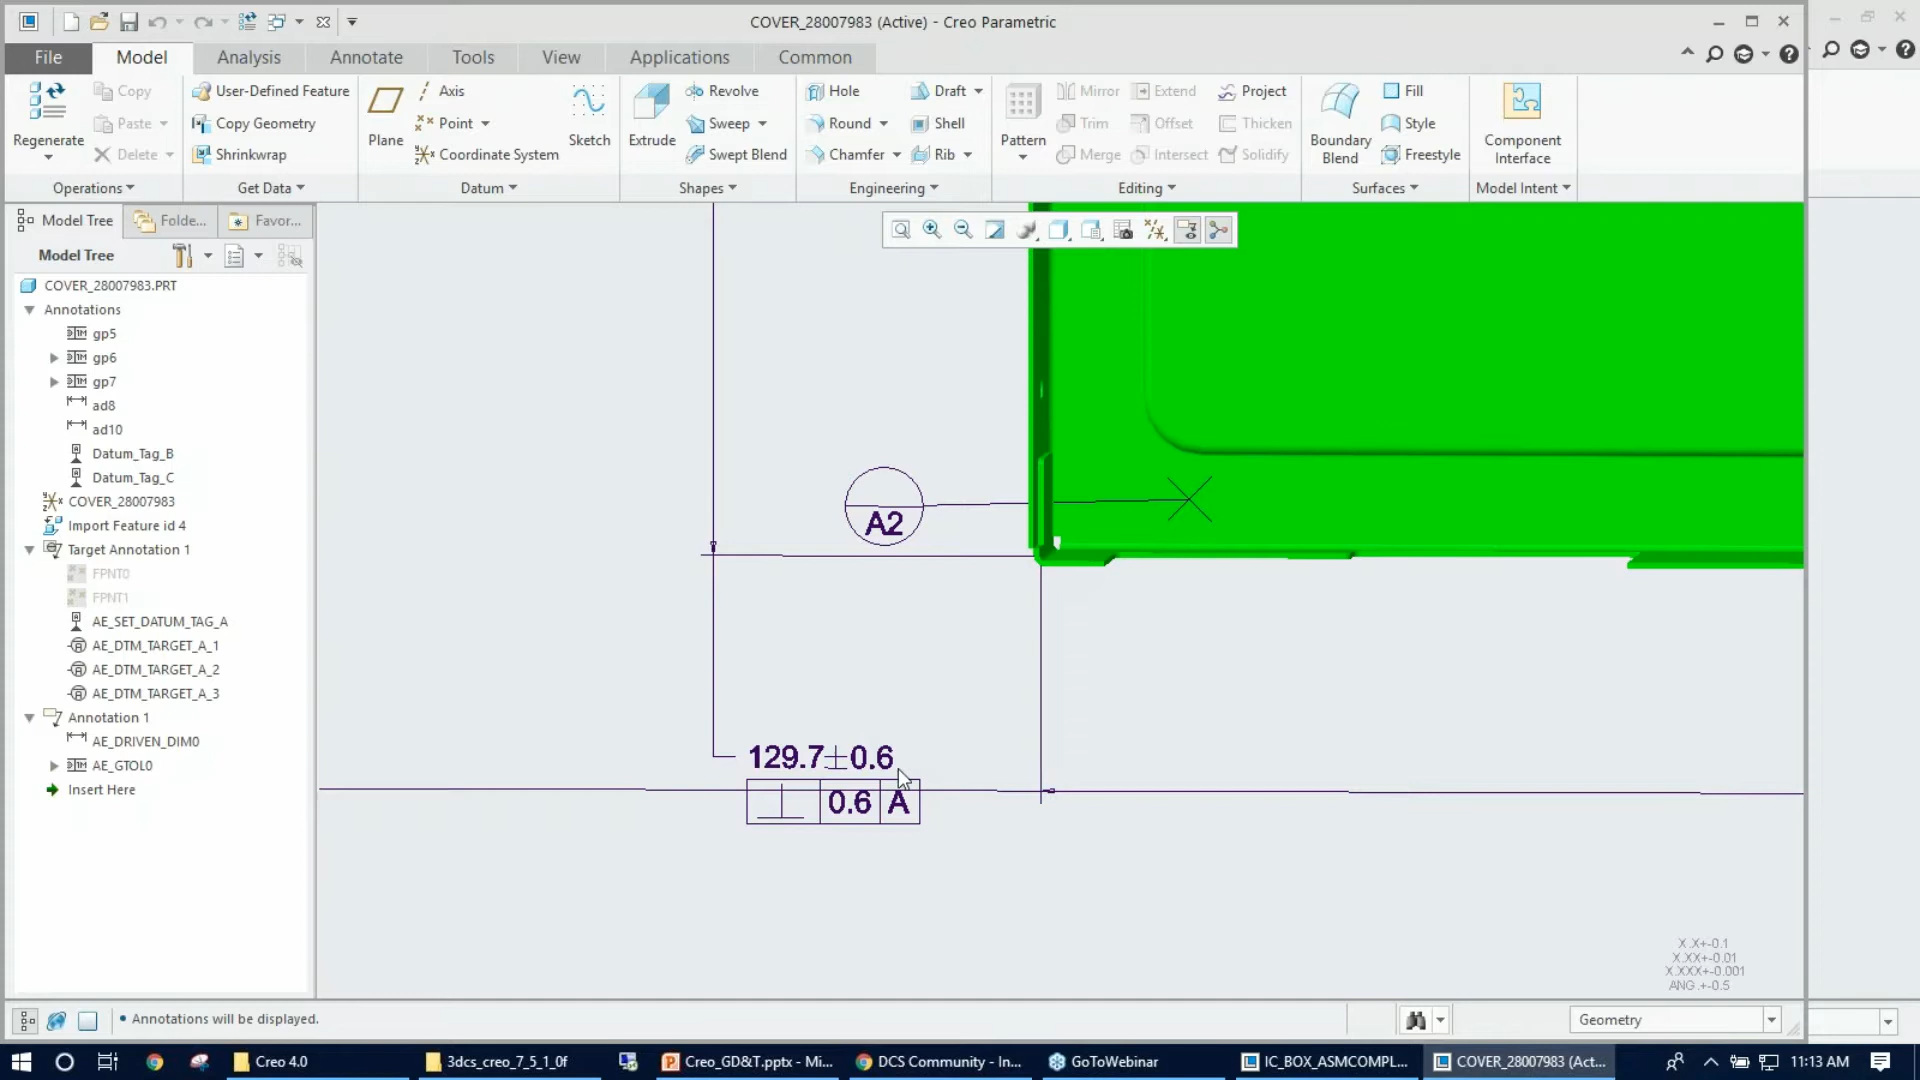 COVER_28007983 (Active) - Creo Parametric
File Model Analysis Annotate Tools View Applications Common
Regenerate
Copy
Paste
Delete
Operations
User-Defined Feature
Copy Geometry
Shrinkwrap
Get Data
Plane
Axis
Point
Coordinate System
Sketch
Datum
Extrude
Revolve
Sweep
Swept Blend
Shapes
Hole
Round
Chamfer
Draft
Shell
Rib
Engineering
Pattern
Mirror
Trim
Merge
Extend
Offset
Intersect
Project
Thicken
Solidify
Editing
Boundary
Blend
Fill
Style
Freestyle
Surfaces
Component
Interface
Model Intent
Model Tree Folde... Favor...
Model Tree
COVER_28007983.PRT
Annotations
gp5
gp6
gp7
ad8
ad10
Datum_Tag_B
Datum_Tag_C
COVER_28007983
Import Feature id 4
Target Annotation 1
FPNT0
FPNT1
AE_SET_DATUM_TAG_A
AE_DTM_TARGET_A_1
AE_DTM_TARGET_A_2
AE_DTM_TARGET_A_3
Annotation 1
AE_DRIVEN_DIM0
AE_GTOL0
Insert Here
A2
129.7±0.6
⊥ 0.6 A
X.X+-0.1
X.XX+-0.01
X.XXX+-0.001
ANG.+-0.5
• Annotations will be displayed.
Geometry
Creo 4.0
3dcs_creo_7_5_1_0f
Creo_GD&T.pptx - Mi...
DCS Community - In...
GoToWebinar
IC_BOX_ASMCOMPL...
COVER_28007983 (Act...
11:13 AM